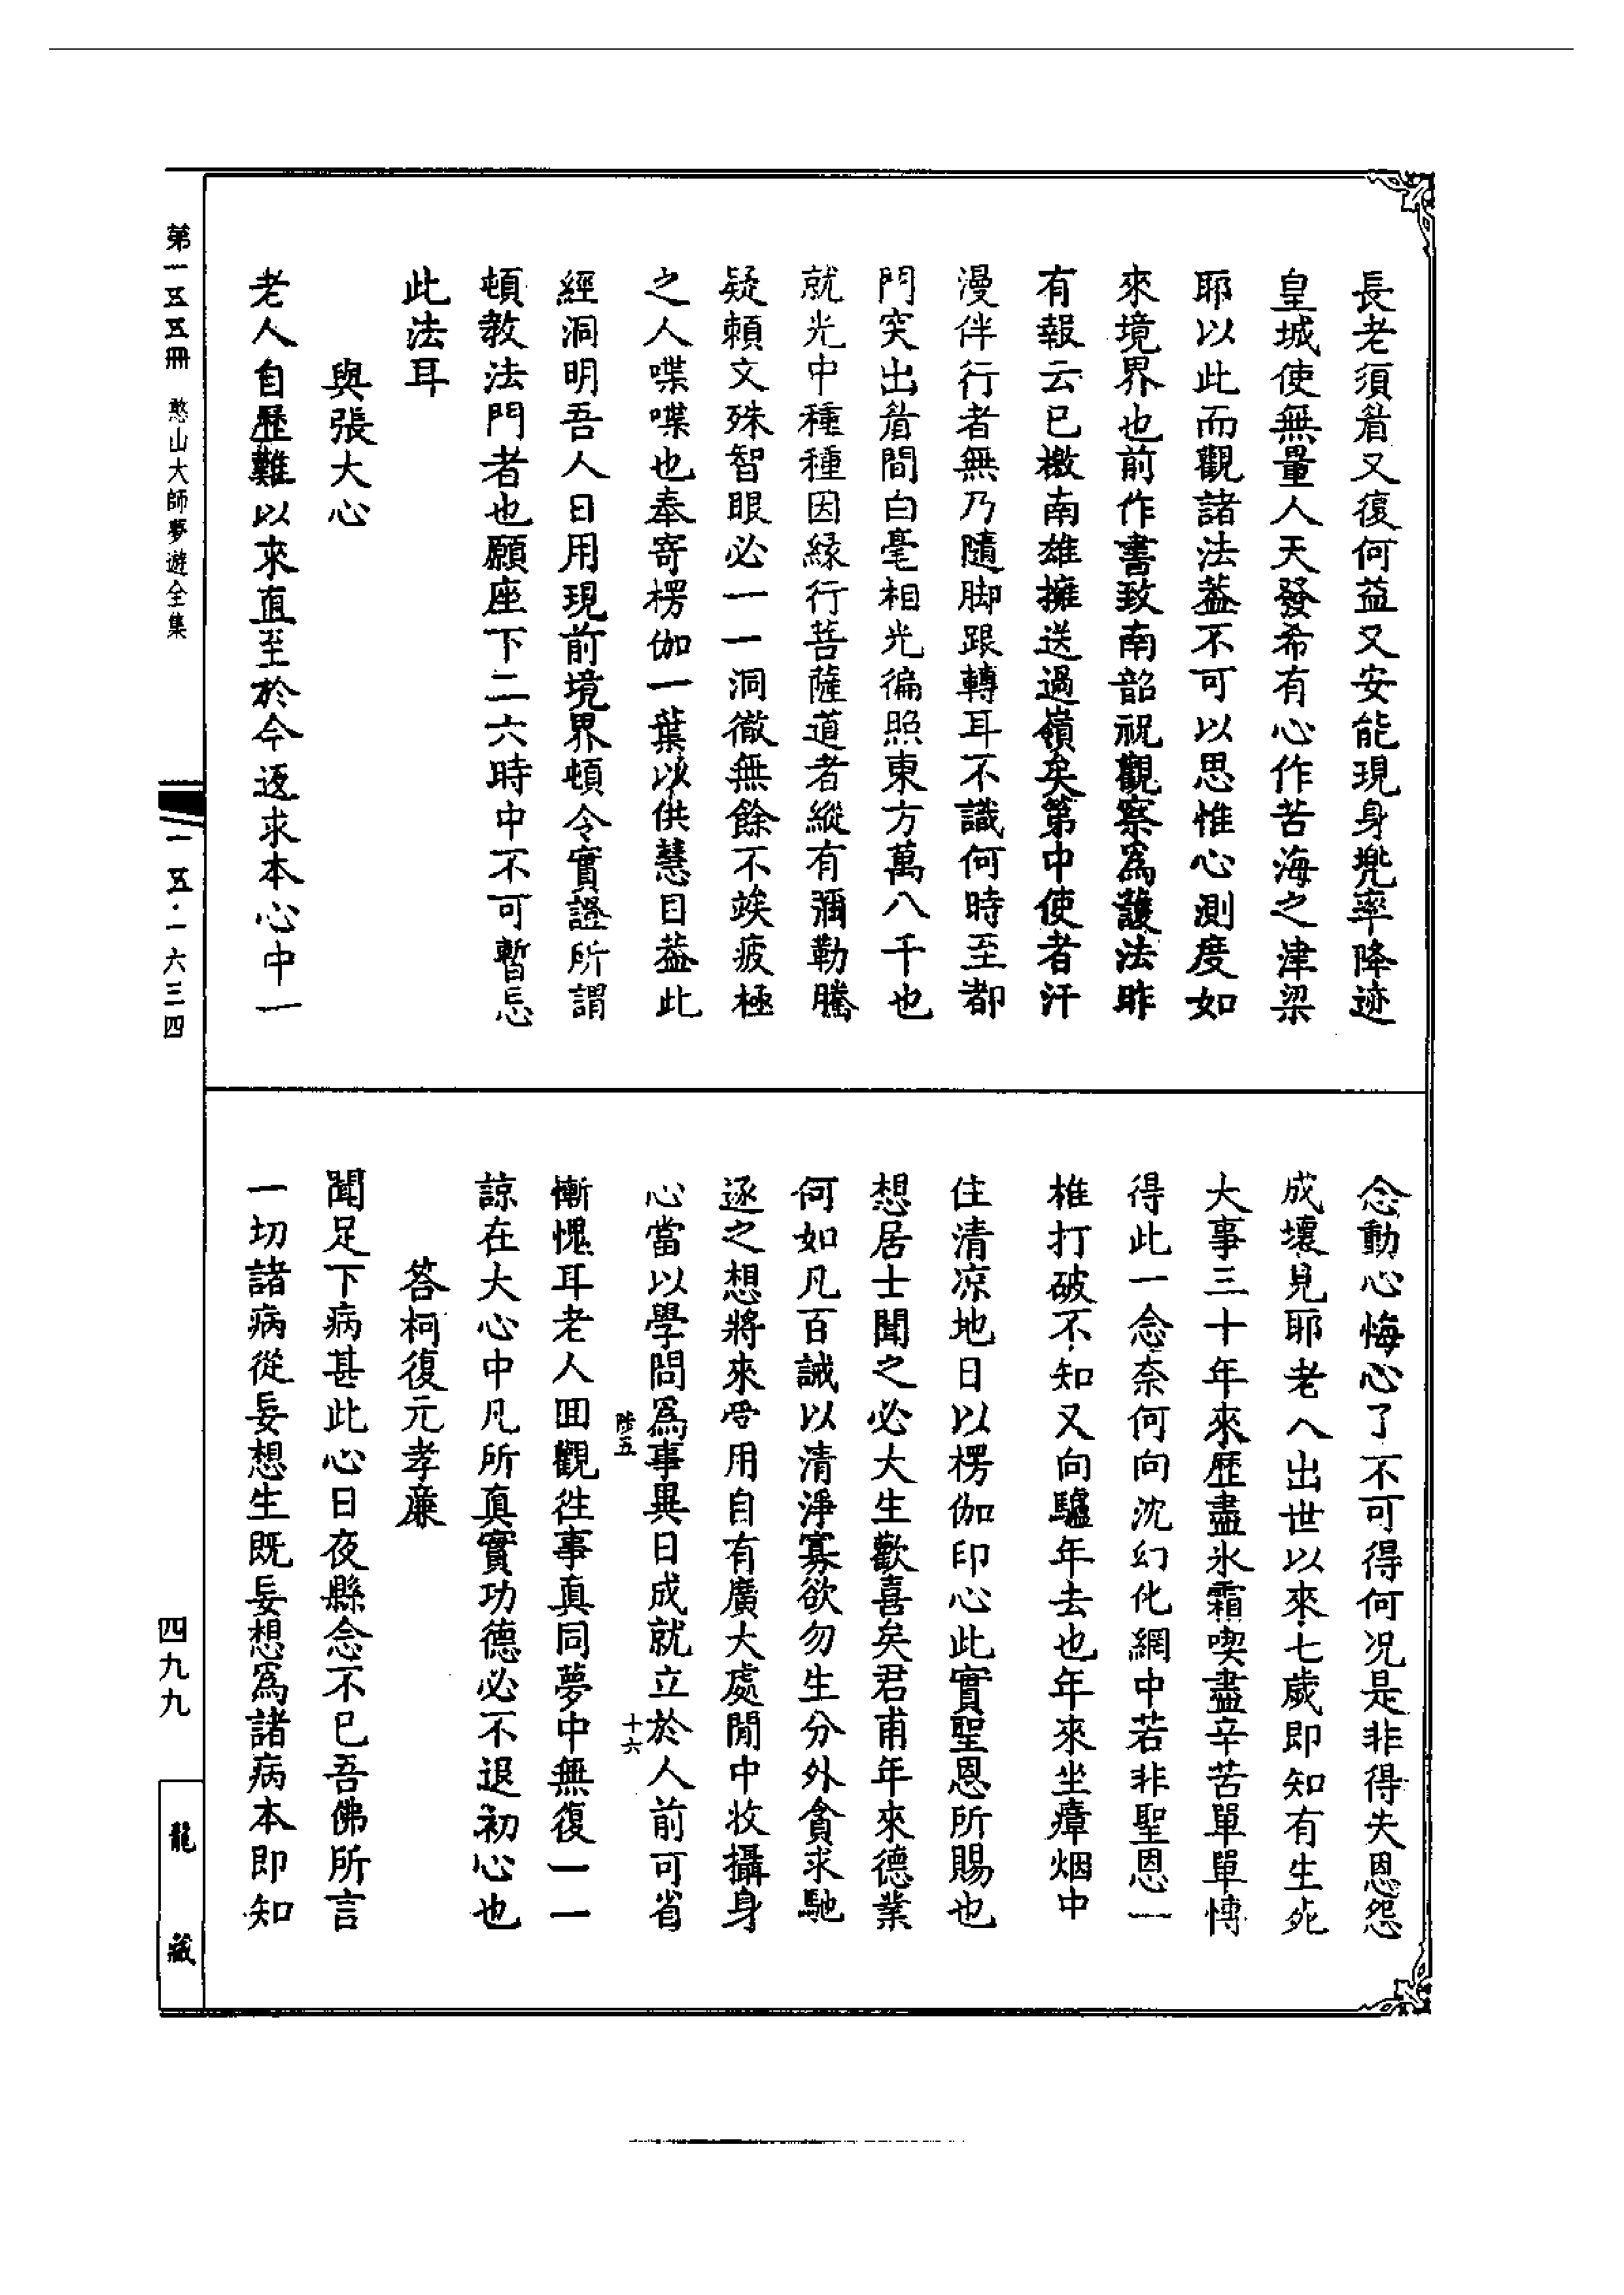 長老須眉又復何益又安能現身兠率降迹
皇城使無量人天發希有心作苦海之津梁
耶以此而觀諸法葢不可以思惟心測度如
來境界也前作書致南韶祝觀察爲護法昨
有報云已檄南雄擁送過嶺矣第中使者汗
漫伴行者無乃隨脚跟轉耳不識何時至都
門突出眉間白毫相光徧照東方萬八千也
就光中種種因緣行菩薩道者縱有彌勒騰
疑頼文殊智眼必一一洞徹無餘不竢疲極
之人喋喋也奉寄楞伽一葉以供慧目葢此
經洞明吾人日用現前境界頓令實證所謂
頓教法門者也願座下二六時中不可暫忘
此法耳
與張大心
老人自歷難以來直至於今返求本心中一
念動心悔心了不可得何况是非得失恩怨
成壞見耶老人出世以來七歲即知有生死
大事三十年來歷盡氷霜喫盡辛苦單單博
得此一念柰何向沈幻化網中若非聖恩一
椎打破不知又向驢年去也年來坐瘴烟中
住清凉地日以楞伽印心此實聖恩所賜也
想居士聞之必大生歡喜矣君甫年來德業
何如凡百誡以清淨寡欲勿生分外貪求馳
逐之想將來受用自有廣大處閒中收攝身
心當以學問爲事異日成就立於人前可省
慚愧耳老人囬觀徃事真同夢中無復一一
諒在大心中凡所真實功德必不退初心也
答柯復元孝廉
聞足下病甚此心日夜縣念不已吾佛所言
一切諸病從妄想生既妄想爲諸病本即知
陟五
十六
第一五五冊 憨山大師夢遊全集
一五五·一六三四
四九九
龍藏